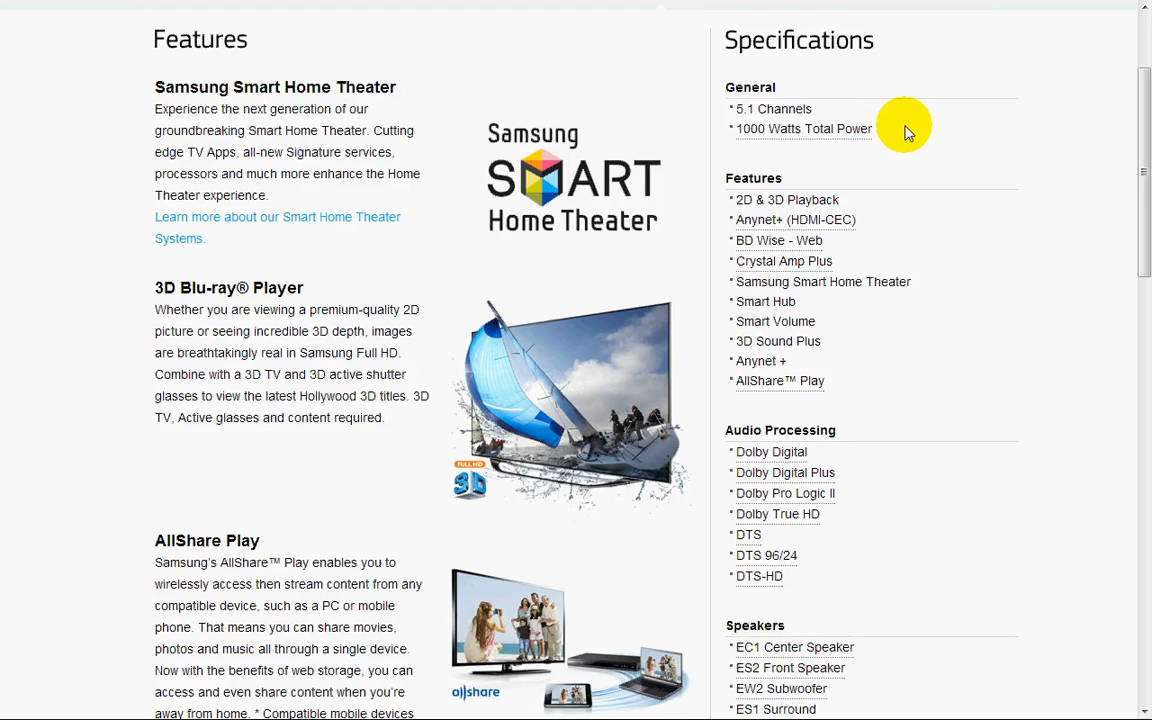 Features
Samsung Smart Home Theater
Experience the next generation of our
groundbreaking Smart Home Theater. Cutting
edge TV Apps, all-new Signature services,
processors and much more enhance the Home
Theater experience.
Learn more about our Smart Home Theater
Systems.
Samsung
SMART
Home Theater
3D Blu-ray® Player
Whether you are viewing a premium-quality 2D
picture or seeing incredible 3D depth, images
are breathtakingly real in Samsung Full HD.
Combine with a 3D TV and 3D active shutter
glasses to view the latest Hollywood 3D titles. 3D
TV, Active glasses and content required.
FULL HD
3D
AllShare Play
Samsung's AllShare™ Play enables you to
wirelessly access then stream content from any
compatible device, such as a PC or mobile
phone. That means you can share movies,
photos and music all through a single device.
Now with the benefits of web storage, you can
access and even share content when you're
away from home. * Compatible mobile devices
allshare
Specifications
General
* 5.1 Channels
* 1000 Watts Total Power
Features
* 2D & 3D Playback
* Anynet+ (HDMI-CEC)
* BD Wise - Web
* Crystal Amp Plus
* Samsung Smart Home Theater
* Smart Hub
* Smart Volume
* 3D Sound Plus
* Anynet +
* AllShare™ Play
Audio Processing
* Dolby Digital
* Dolby Digital Plus
* Dolby Pro Logic II
* Dolby True HD
* DTS
* DTS 96/24
* DTS-HD
Speakers
* EC1 Center Speaker
* ES2 Front Speaker
* EW2 Subwoofer
* ES1 Surround